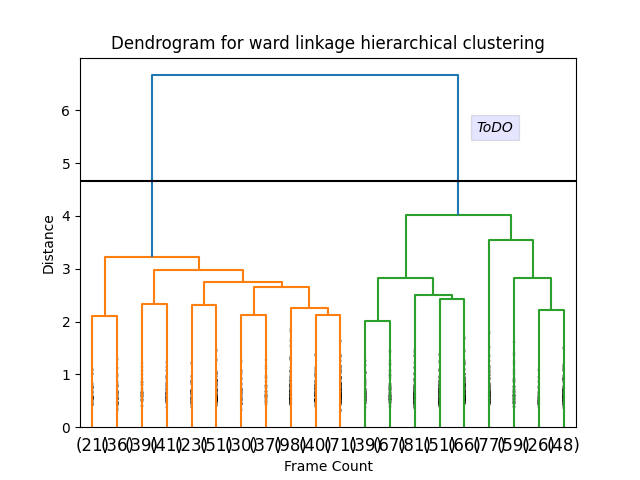 Dendrogram for ward linkage hierarchical clustering
6
ToDO
5
4
Distance
3
2
1
0
(21)(36)(39)(41)(23)(51)(30)(37)(98)(40)(71)(39)(67)(81)(51)(66)(77)(59)(26)(48)
Frame Count